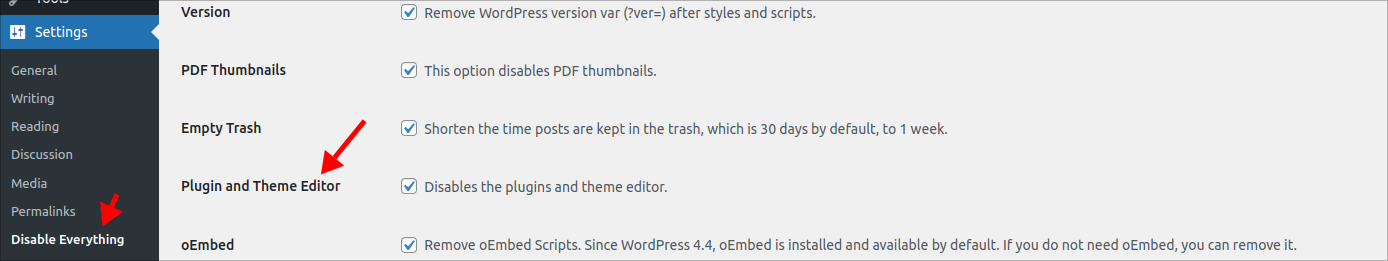 Tools
Settings
General
Writing
Reading
Discussion
Media
Permalinks
Disable Everything
Version
Remove WordPress version var (?ver=) after styles and scripts.
PDF Thumbnails
This option disables PDF thumbnails.
Empty Trash
Shorten the time posts are kept in the trash, which is 30 days by default, to 1 week.
Plugin and Theme Editor
Disables the plugins and theme editor.
oEmbed
Remove oEmbed Scripts. Since WordPress 4.4, oEmbed is installed and available by default. If you do not need oEmbed, you can remove it.